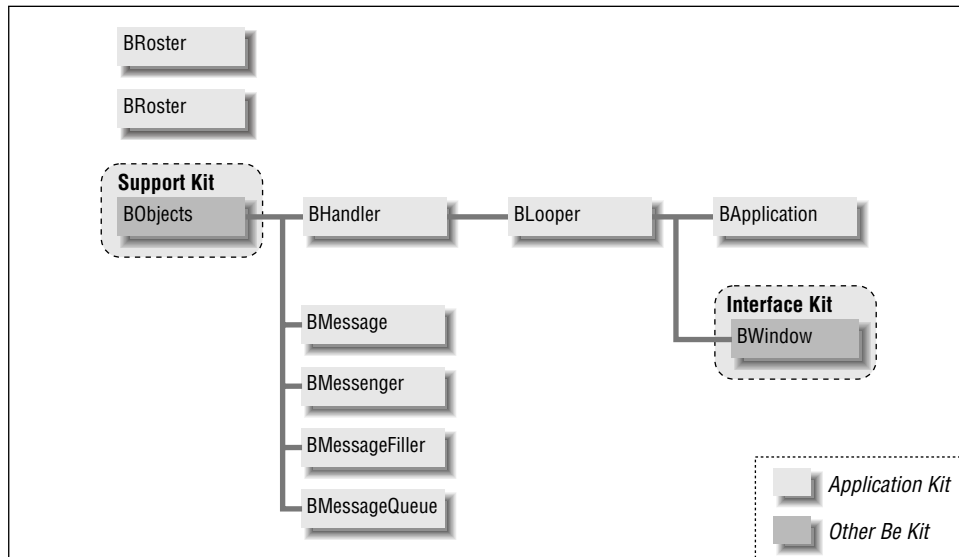 BRoster
BRoster
Support Kit
BObjects
BHandler
BLooper
BApplication
Interface Kit
BWindow
BMessage
BMessenger
BMessageFiller
BMessageQueue
Application Kit
Other Be Kit